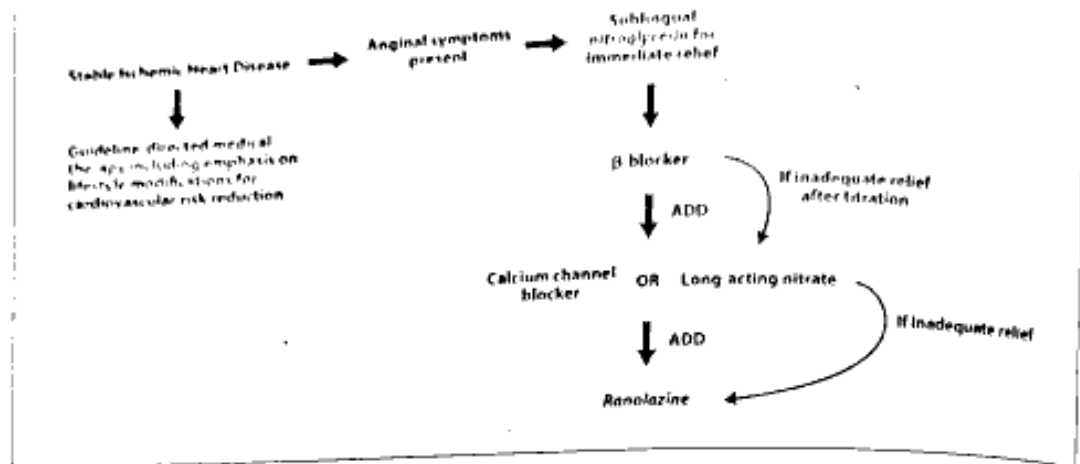 Stable Ischemic Heart Disease
Anginal symptoms
present
Sublingual
nitroglycerin for
immediate relief
Guideline directed medical
therapy including emphasis on
lifestyle modifications for
cardiovascular risk reduction
β blocker
If inadequate relief
after titration
ADD
Calcium channel
blocker
OR
Long acting nitrate
If inadequate relief
ADD
Ranolazine